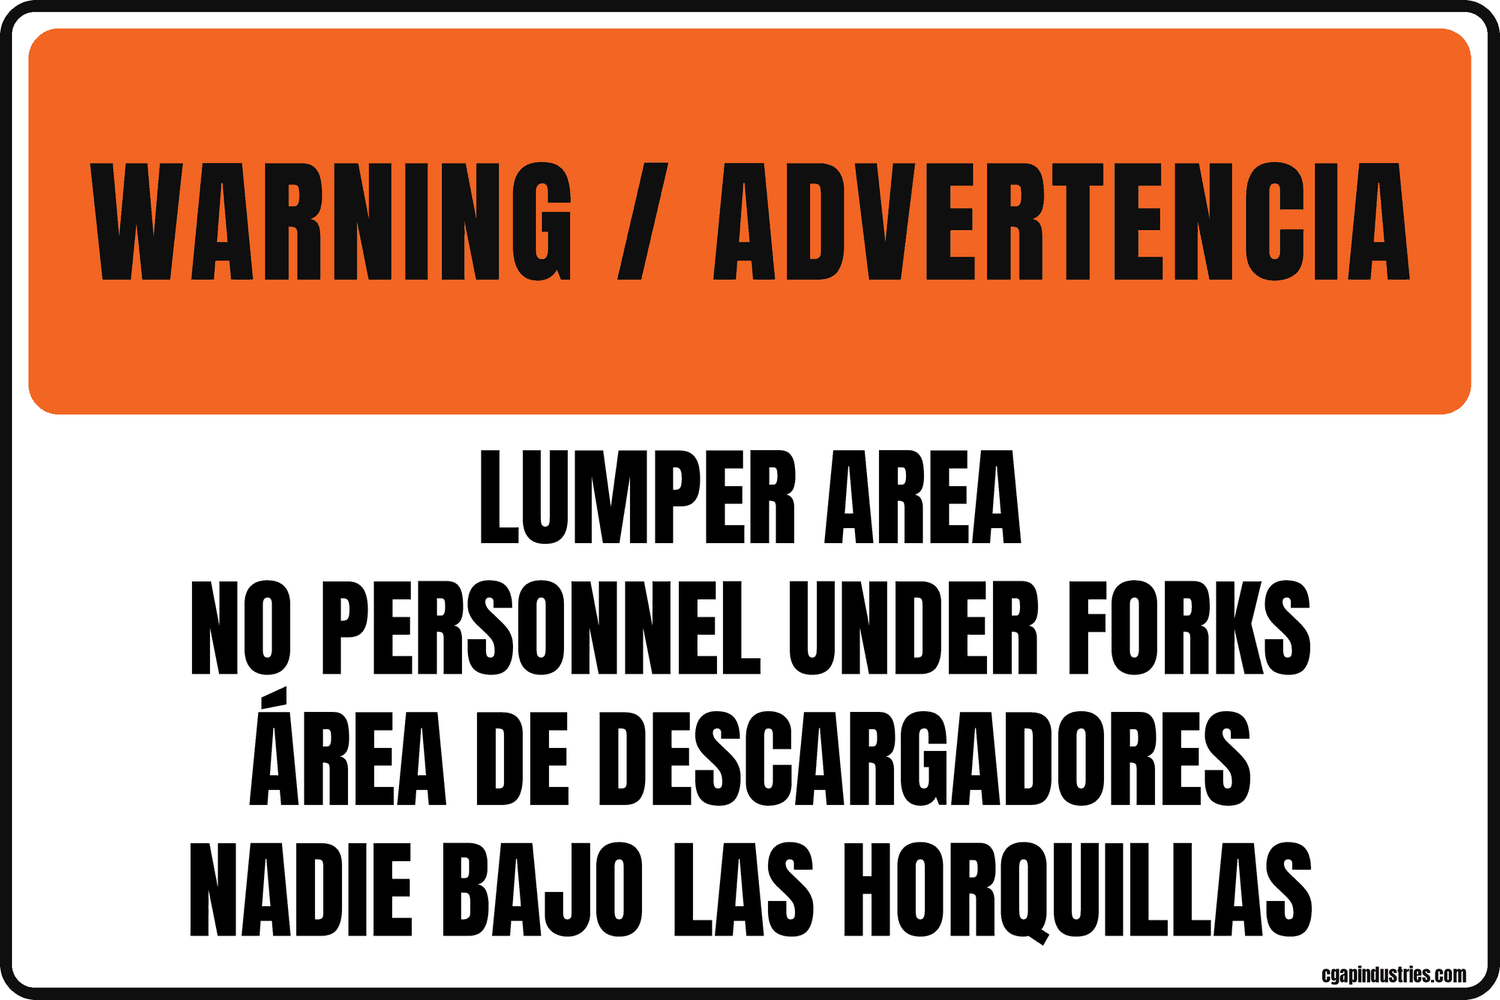 WARNING / ADVERTENCIA
LUMPER AREA
NO PERSONNEL UNDER FORKS
ÁREA DE DESCARGADORES
NADIE BAJO LAS HORQUILLAS
cgapindustries.com